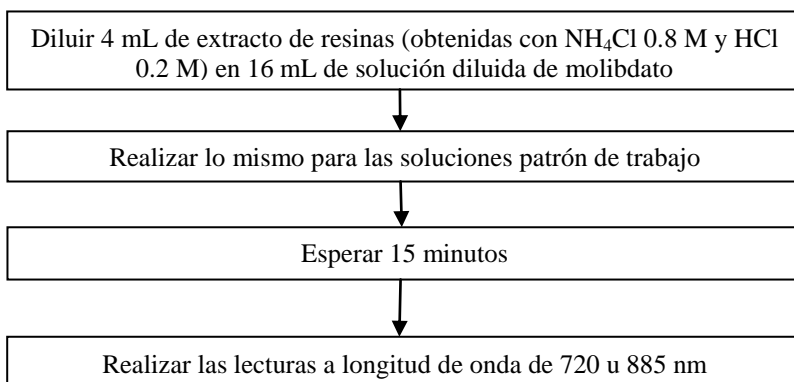 Diluir 4 mL de extracto de resinas (obtenidas con NH₄Cl 0.8 M y HCl
0.2 M) en 16 mL de solución diluida de molibdato
Realizar lo mismo para las soluciones patrón de trabajo
Esperar 15 minutos
Realizar las lecturas a longitud de onda de 720 u 885 nm